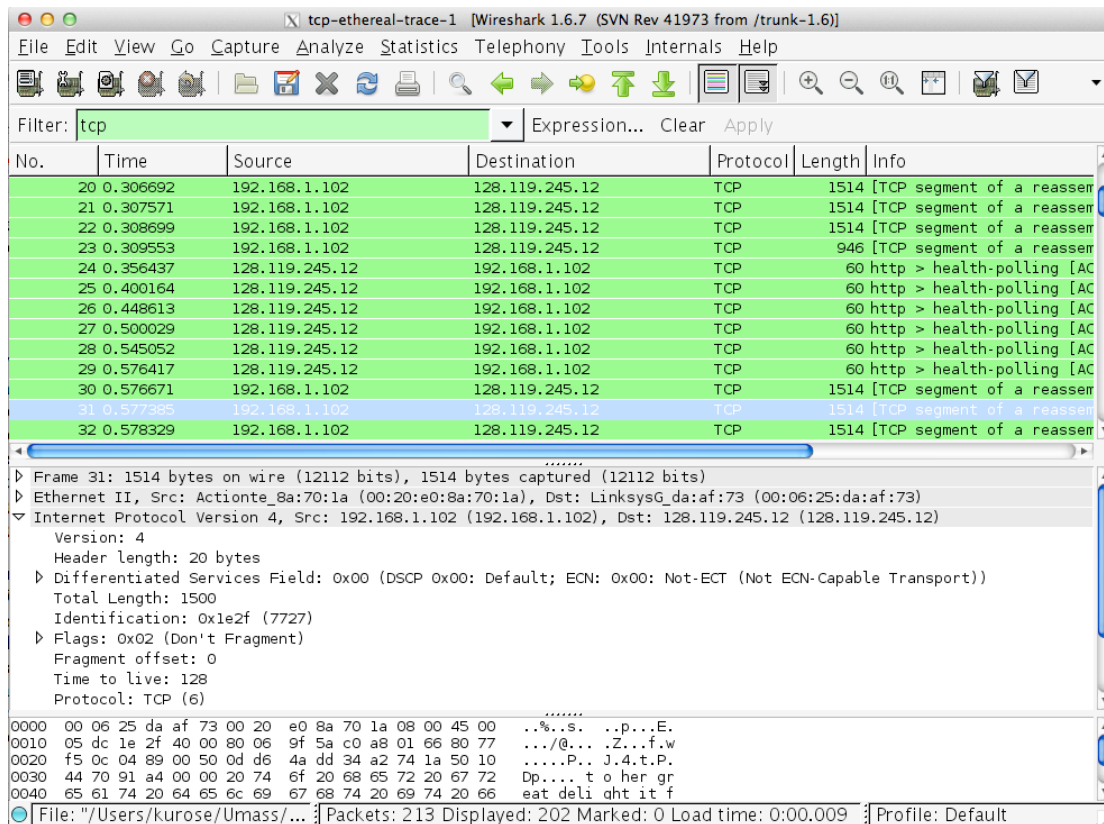 tcp-ethereal-trace-1 [Wireshark 1.6.7 (SVN Rev 41973 from /trunk-1.6)]
File Edit View Go Capture Analyze Statistics Telephony Tools Internals Help
Filter: tcp Expression... Clear Apply
No. Time Source Destination Protocol Length Info
20 0.306692 192.168.1.102 128.119.245.12 TCP 1514 [TCP segment of a reassem
21 0.307571 192.168.1.102 128.119.245.12 TCP 1514 [TCP segment of a reassem
22 0.308699 192.168.1.102 128.119.245.12 TCP 1514 [TCP segment of a reassem
23 0.309553 192.168.1.102 128.119.245.12 TCP 946 [TCP segment of a reassem
24 0.356437 128.119.245.12 192.168.1.102 TCP 60 http > health-polling [AC
25 0.400164 128.119.245.12 192.168.1.102 TCP 60 http > health-polling [AC
26 0.448613 128.119.245.12 192.168.1.102 TCP 60 http > health-polling [AC
27 0.500029 128.119.245.12 192.168.1.102 TCP 60 http > health-polling [AC
28 0.545052 128.119.245.12 192.168.1.102 TCP 60 http > health-polling [AC
29 0.576417 128.119.245.12 192.168.1.102 TCP 60 http > health-polling [AC
30 0.576671 192.168.1.102 128.119.245.12 TCP 1514 [TCP segment of a reassem
31 0.577385 192.168.1.102 128.119.245.12 TCP 1514 [TCP segment of a reassem
32 0.578329 192.168.1.102 128.119.245.12 TCP 1514 [TCP segment of a reassem
Frame 31: 1514 bytes on wire (12112 bits), 1514 bytes captured (12112 bits)
Ethernet II, Src: Actionte_8a:70:1a (00:20:e0:8a:70:1a), Dst: LinksysG_da:af:73 (00:06:25:da:af:73)
Internet Protocol Version 4, Src: 192.168.1.102 (192.168.1.102), Dst: 128.119.245.12 (128.119.245.12)
Version: 4
Header length: 20 bytes
Differentiated Services Field: 0x00 (DSCP 0x00: Default; ECN: 0x00: Not-ECT (Not ECN-Capable Transport))
Total Length: 1500
Identification: 0x1e2f (7727)
Flags: 0x02 (Don't Fragment)
Fragment offset: 0
Time to live: 128
Protocol: TCP (6)
0000 00 06 25 da af 73 00 20 e0 8a 70 1a 08 00 45 00 ..%..s. ..p...E.
0010 05 dc 1e 2f 40 00 80 06 9f 5a c0 a8 01 66 80 77 .../@... .Z...f.w
0020 f5 0c 04 89 00 50 0d d6 4a dd 34 a2 74 1a 50 10 .....P.. J.4.t.P.
0030 44 70 91 a4 00 00 20 74 6f 20 68 65 72 20 67 72 Dp.... t o her gr
0040 65 61 74 20 64 65 6c 69 67 68 74 20 69 74 20 66 eat deli ght it f
File: "/Users/kurose/Umass/... Packets: 213 Displayed: 202 Marked: 0 Load time: 0:00.009 Profile: Default